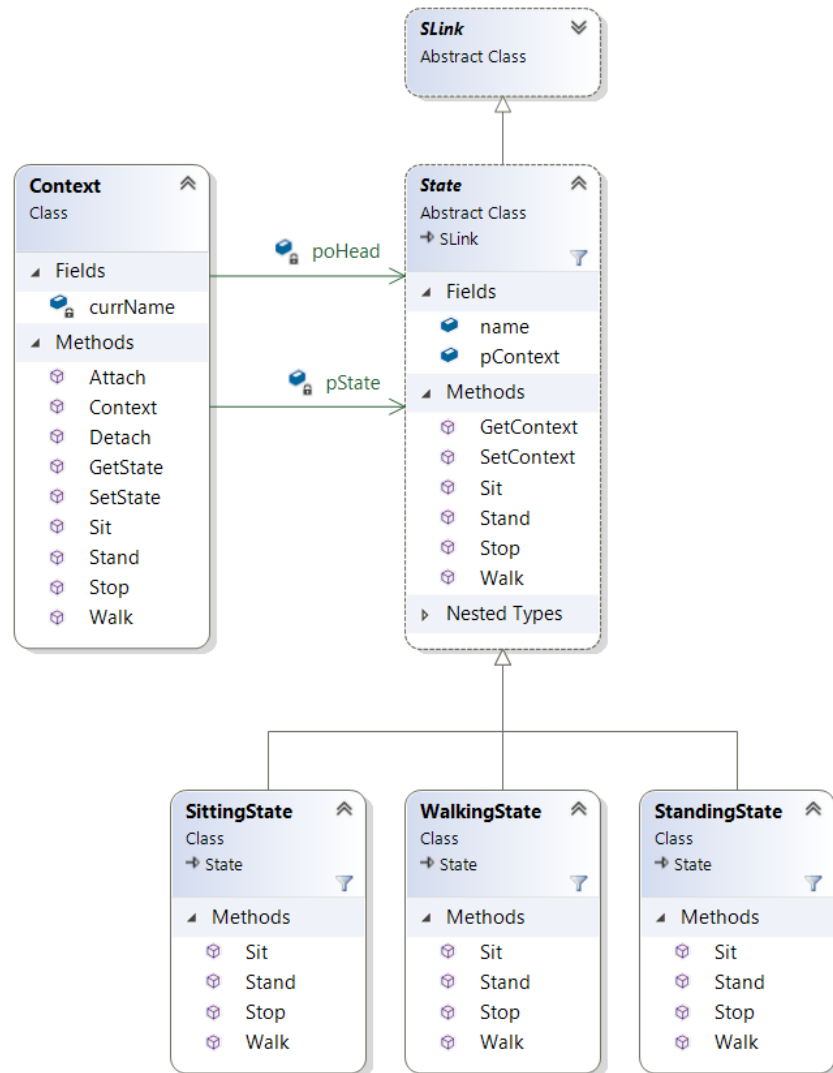 SLink
Abstract Class
Context
Class
Fields
currName
Methods
Attach
Context
Detach
GetState
SetState
Sit
Stand
Stop
Walk
poHead
pState
State
Abstract Class
SLink
Fields
name
pContext
Methods
GetContext
SetContext
Sit
Stand
Stop
Walk
Nested Types
SittingState
Class
State
Methods
Sit
Stand
Stop
Walk
WalkingState
Class
State
Methods
Sit
Stand
Stop
Walk
StandingState
Class
State
Methods
Sit
Stand
Stop
Walk